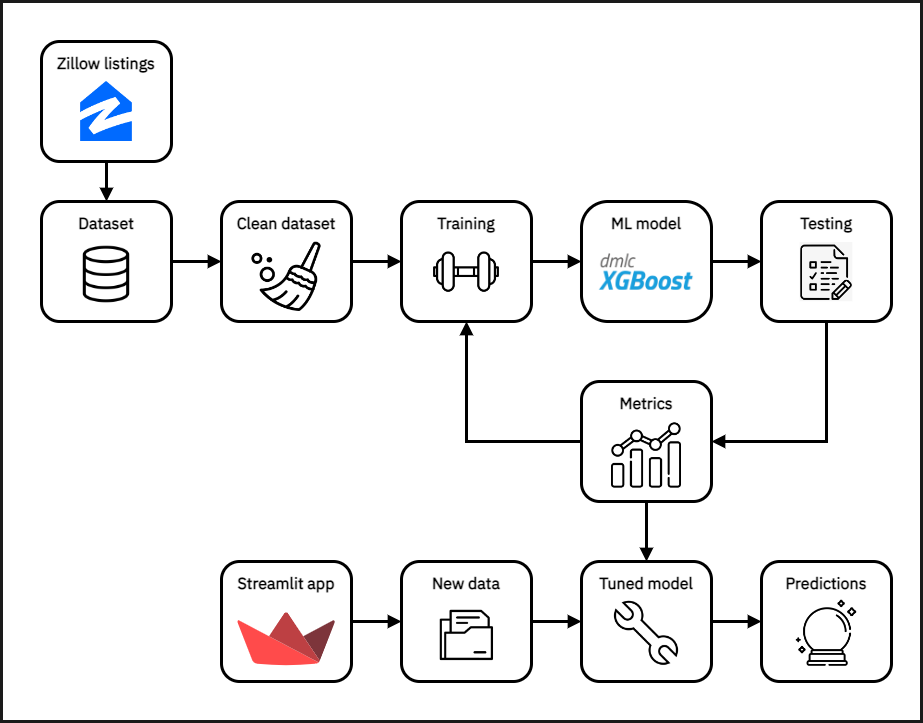 Zillow listings
Dataset
Clean dataset
Training
ML model
dmlc
XGBoost
Testing
Metrics
Streamlit app
New data
Tuned model
Predictions